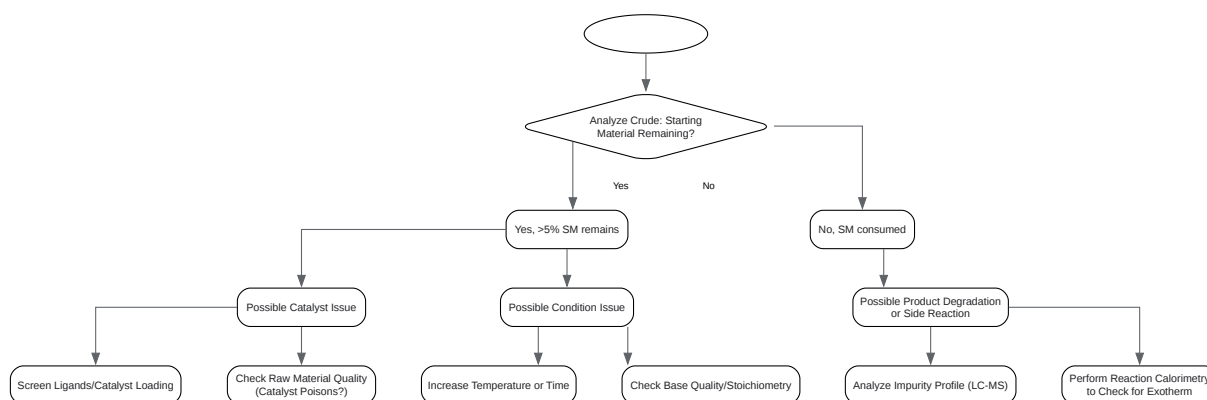 Analyze Crude: Starting
Material Remaining?
Yes
No
Yes, >5% SM remains
No, SM consumed
Possible Catalyst Issue
Possible Condition Issue
Possible Product Degradation
or Side Reaction
Screen Ligands/Catalyst Loading
Check Raw Material Quality
(Catalyst Poisons?)
Increase Temperature or Time
Check Base Quality/Stoichiometry
Analyze Impurity Profile (LC-MS)
Perform Reaction Calorimetry
to Check for Exotherm